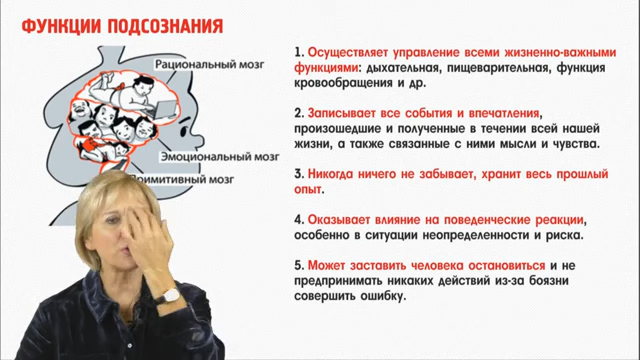 ФУНКЦИИ ПОДСОЗНАНИЯ
Рациональный мозг
Эмоциональный мозг
Примитивный мозг
1. Осуществляет управление всеми жизненно-важными
функциями: дыхательная, пищеварительная, функция
кровообращения и др.
2. Записывает все события и впечатления,
произошедшие и полученные в течении всей нашей
жизни, а также связанные с ними мысли и чувства.
3. Никогда ничего не забывает, хранит весь прошлый
опыт.
4. Оказывает влияние на поведенческие реакции,
особенно в ситуации неопределенности и риска.
5. Может заставить человека остановиться и не
предпринимать никаких действий из-за боязни
совершить ошибку.